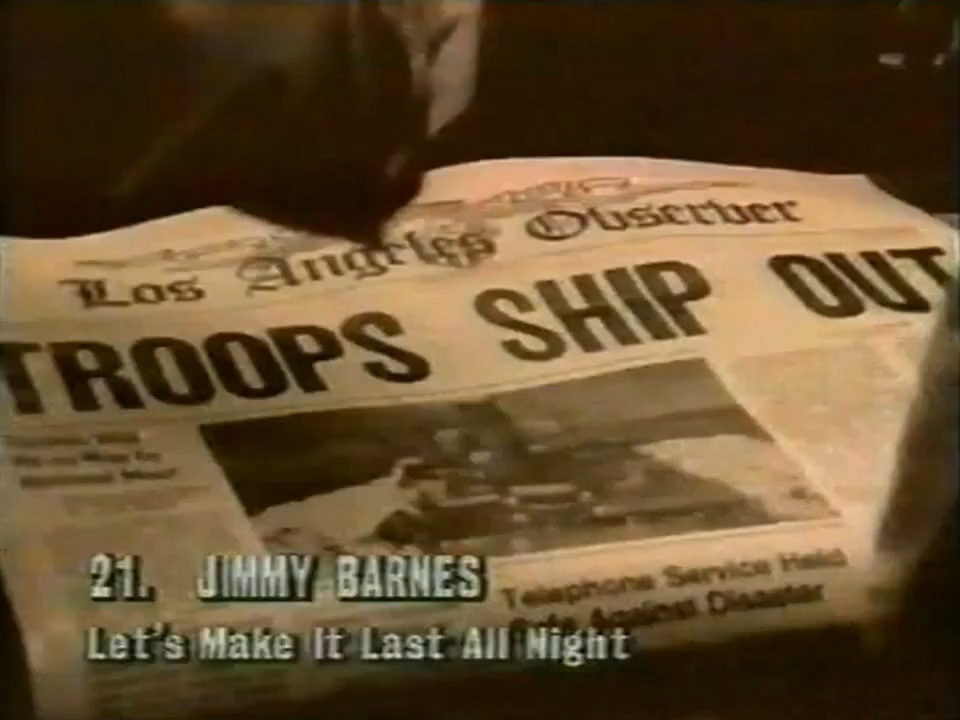 Los Angeles Observer
TROOPS SHIP OUT
Telephone Service Held
Against Disaster
21. JIMMY BARNES
Let's Make It Last All Night